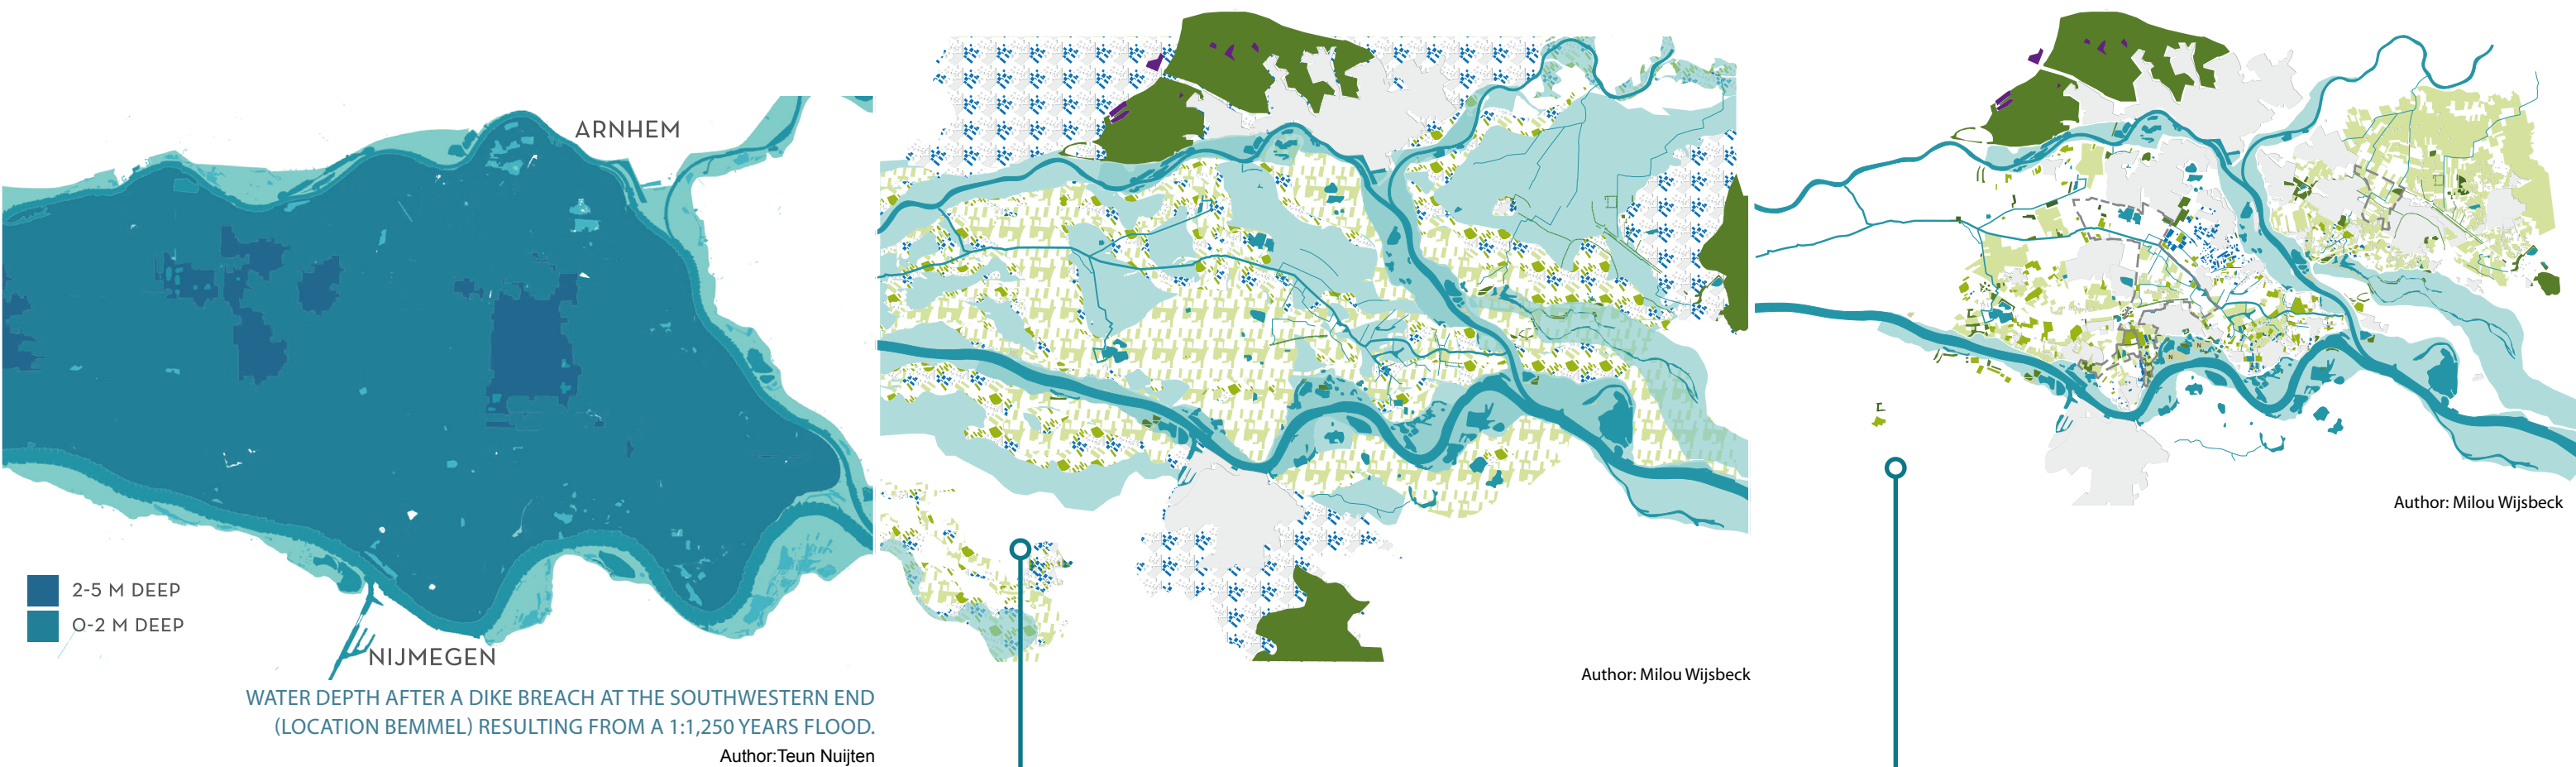 ARNHEM
2-5 M DEEP
0-2 M DEEP
NIJMEGEN
WATER DEPTH AFTER A DIKE BREACH AT THE SOUTHWESTERN END
(LOCATION BEMMEL) RESULTING FROM A 1:1,250 YEARS FLOOD.
Author:Teun Nuijten
Author: Milou Wijsbeck
N
N
N
Author: Milou Wijsbeck